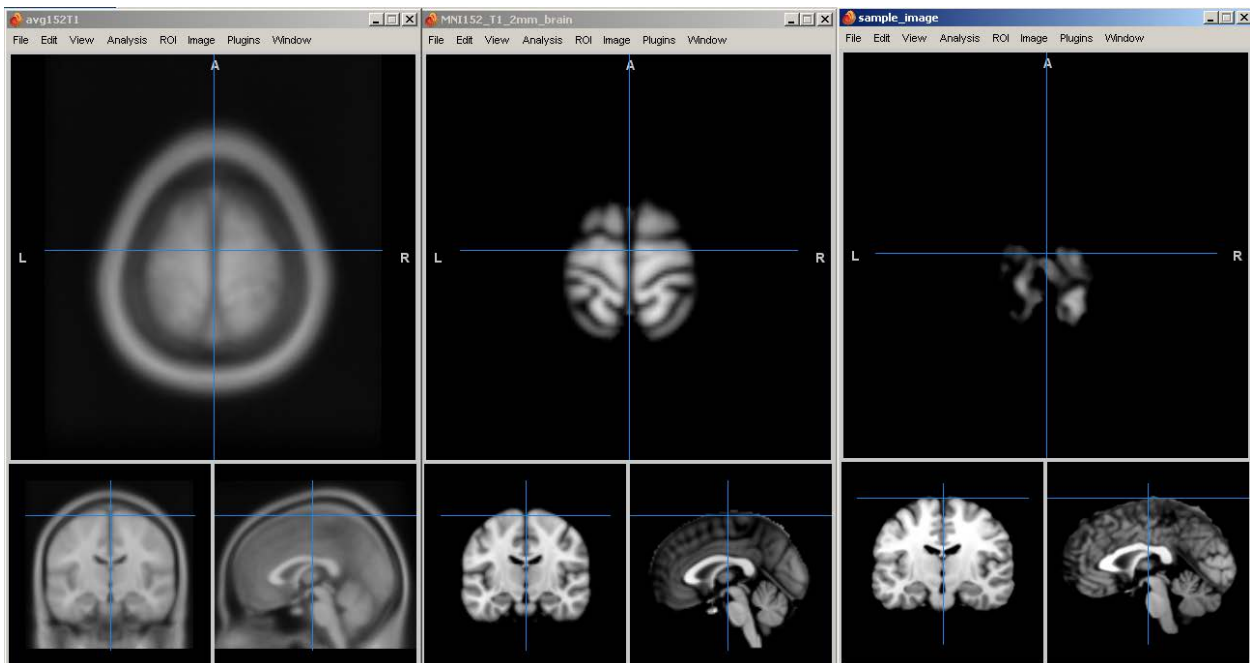 avg152T1
File Edit View Analysis ROI Image Plugins Window
A
L
R
MNI152_T1_2mm_brain
File Edit View Analysis ROI Image Plugins Window
A
L
R
sample_image
File Edit View Analysis ROI Image Plugins Window
A
L
R